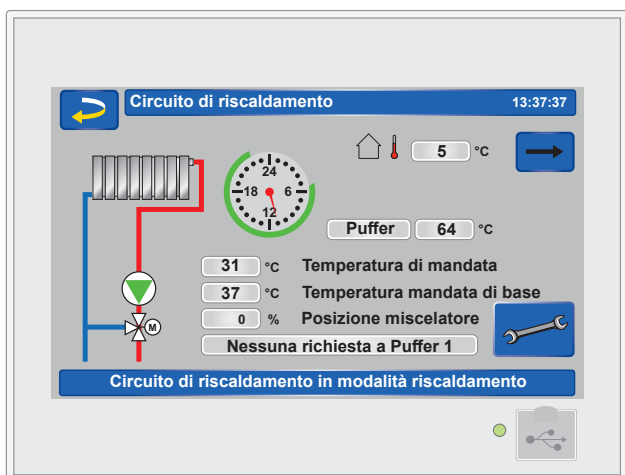 Circuito di riscaldamento 13:37:37
5 °C
24
18 6
12
Puffer 64 °C
31 °C Temperatura di mandata
37 °C Temperatura mandata di base
0 % Posizione miscelatore
M
Nessuna richiesta a Puffer 1
Circuito di riscaldamento in modalità riscaldamento